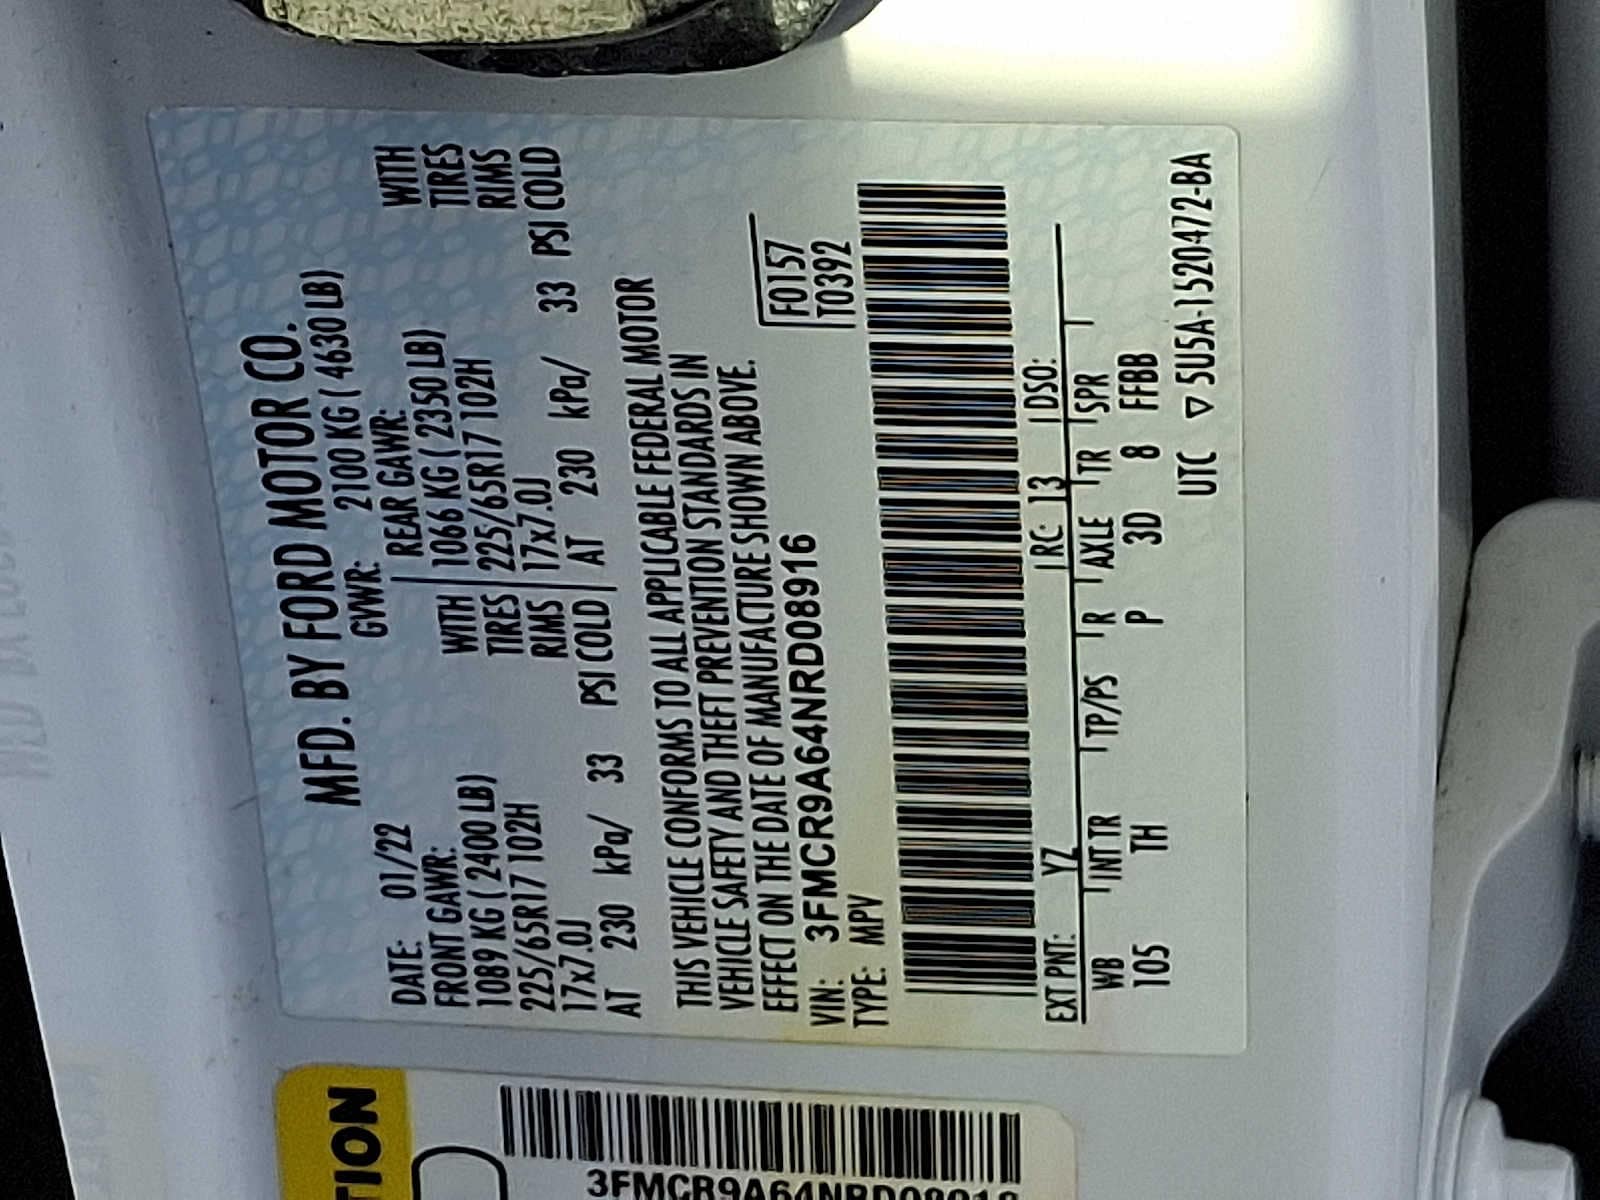 MFD. BY FORD MOTOR CO.
DATE: 01/22 GVWR: 2100 KG ( 4630 LB)
FRONT GAWR: REAR GAWR:
1089 KG ( 2400 LB) WITH 1066 KG ( 2350 LB) WITH
225/65R17 102H TIRES 225/65R17 102H TIRES
17x7.0J RIMS 17x7.0J RIMS
AT 230 kPa/ 33 PSI COLD AT 230 kPa/ 33 PSI COLD
THIS VEHICLE CONFORMS TO ALL APPLICABLE FEDERAL MOTOR
VEHICLE SAFETY AND THEFT PREVENTION STANDARDS IN
EFFECT ON THE DATE OF MANUFACTURE SHOWN ABOVE.
VIN: 3FMCR9A64NRD08916 F0157
TYPE: MPV T0392
EXT PNT: YZ RC: 13 DSO:
WB INT TR TP/PS R AXLE TR SPR
105 TH P 3D 8 FFBB
UTC ▽ 5U5A-1520472-BA
3FMCR9A64NRD08916